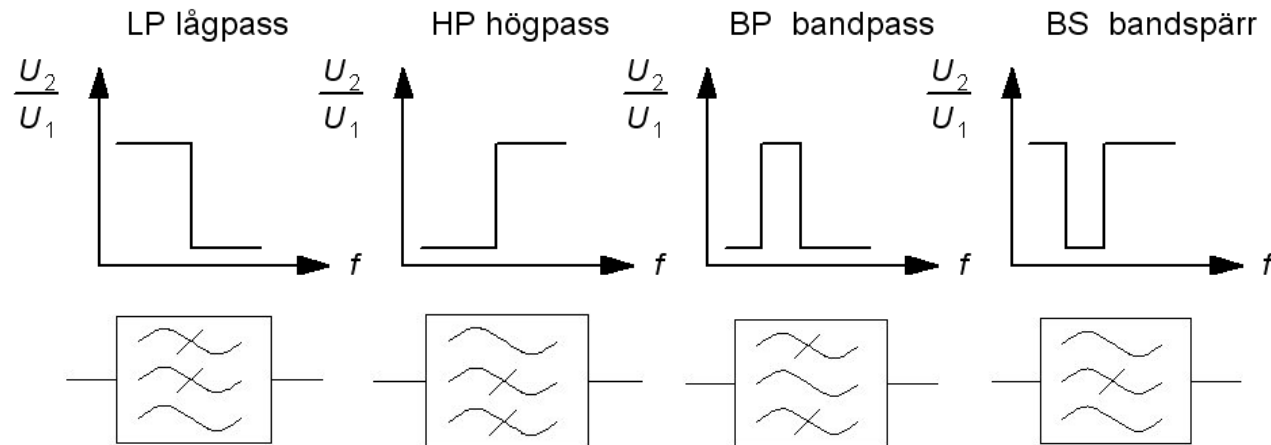 LP lågpass
HP högpass
BP bandpass
BS bandspärr
U2
U1
f
U2
U1
f
U2
U1
f
U2
U1
f